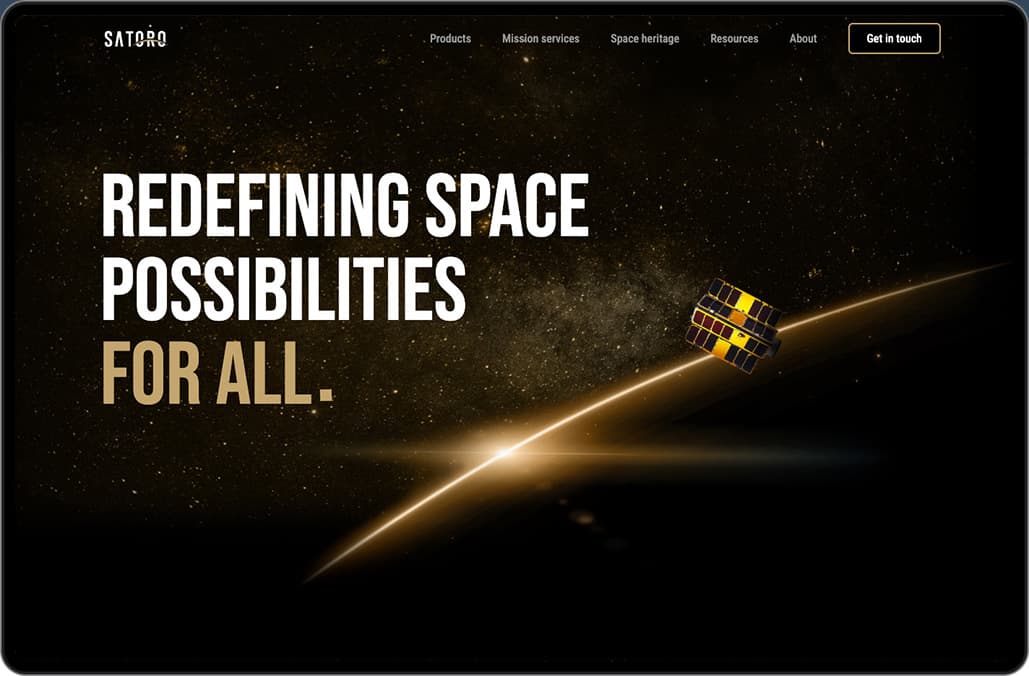 SATORO
Products
Mission services
Space heritage
Resources
About
Get in touch
REDEFINING SPACE
POSSIBILITIES
FOR ALL.